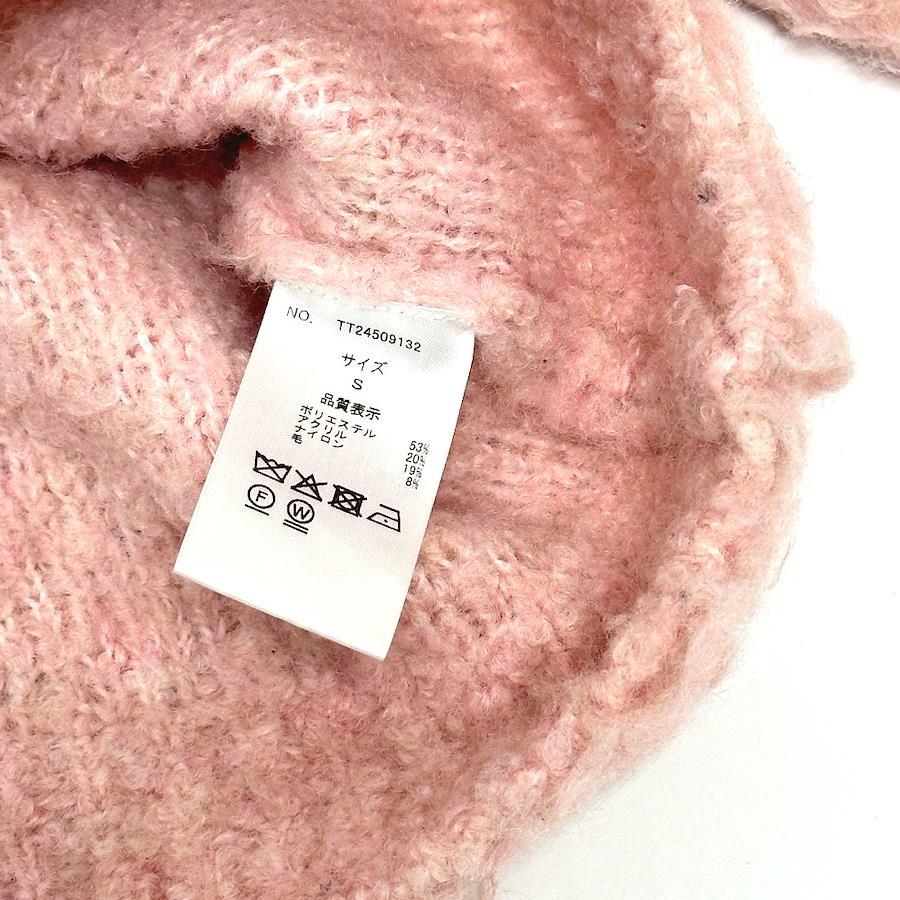 NO. TT24509132
サイズ
S
品質表示
ポリエステル 53%
アクリル 20%
ナイロン 19%
毛 8%
F W